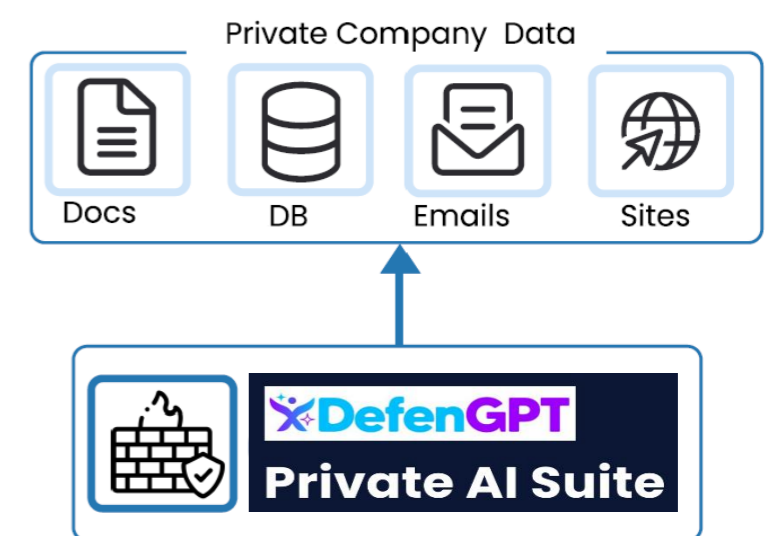 Private Company Data
Docs
DB
Emails
Sites
DefenGPT
Private AI Suite